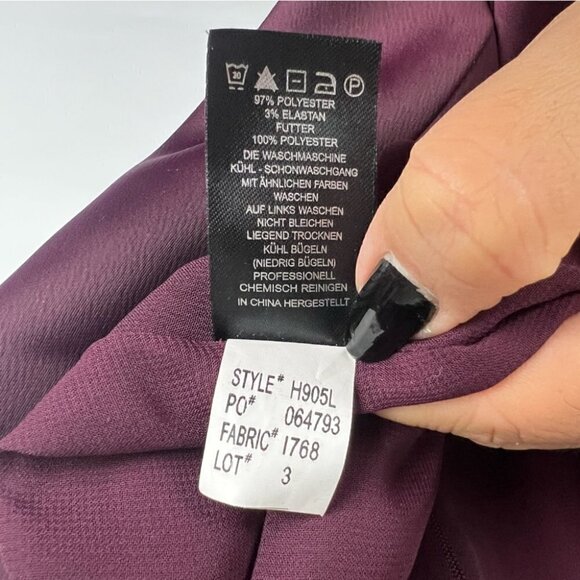 30
P
97% POLYESTER
3% ELASTAN
FUTTER
100% POLYESTER
DIE WASCHMASCHINE
KÜHL - SCHONWASCHGANG
MIT ÄHNLICHEN FARBEN
WASCHEN
AUF LINKS WASCHEN
NICHT BLEICHEN
LIEGEND TROCKNEN
KÜHL BÜGELN
(NIEDRIG BÜGELN)
PROFESSIONELL
CHEMISCH REINIGEN
IN CHINA HERGESTELLT
STYLE# H905L
PO# 064793
FABRIC# I768
LOT# 3